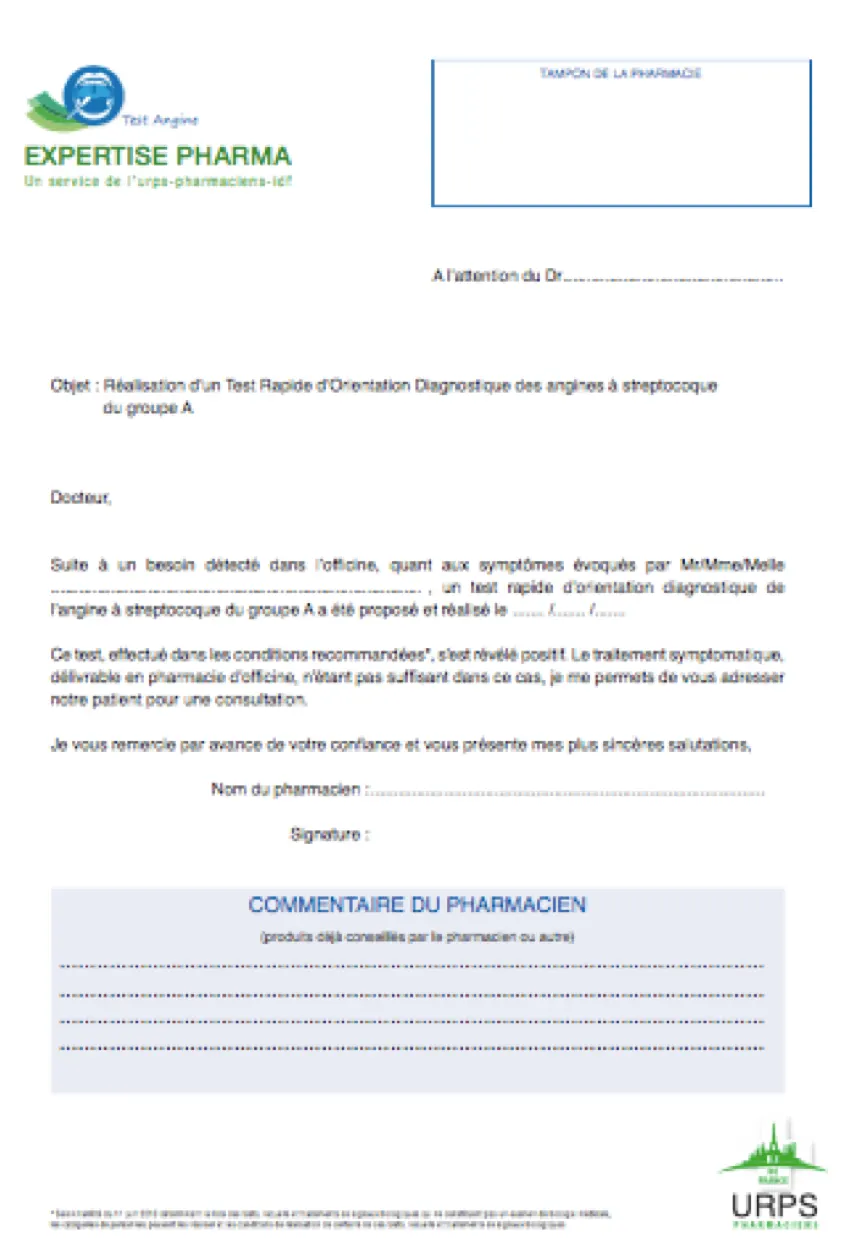 Test Angine
EXPERTISE PHARMA
Un service de l'urps-pharmaciens-idf
TAMPON DE LA PHARMACIE
A l'attention du Dr.......................................................
Objet : Réalisation d'un Test Rapide d'Orientation Diagnostique des angines à streptocoque
du groupe A
Docteur,
Suite à un besoin détecté dans l'officine, quant aux symptômes évoqués par Mr/Mme/Melle
................................................................................ , un test rapide d'orientation diagnostique de
l'angine à streptocoque du groupe A a été proposé et réalisé le ....... /....... /.......
Ce test, effectué dans les conditions recommandées*, s'est révélé positif. Le traitement symptomatique,
délivrable en pharmacie d'officine, n'étant pas suffisant dans ce cas, je me permets de vous adresser
notre patient pour une consultation.
Je vous remercie par avance de votre confiance et vous présente mes plus sincères salutations,
Nom du pharmacien :.....................................................................................
Signature :
COMMENTAIRE DU PHARMACIEN
(produits déjà conseillés par le pharmacien ou autre)
ILE DE
FRANCE
URPS
PHARMACIENS